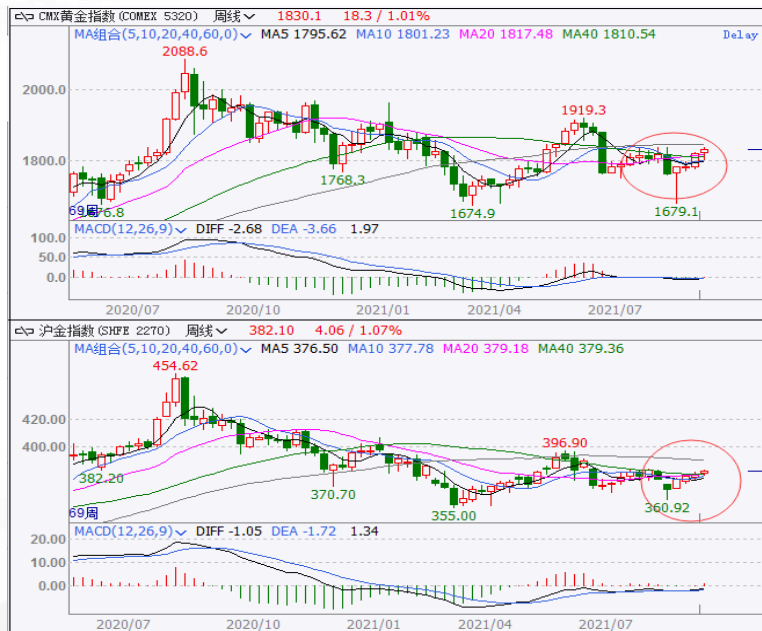 CMX黄金指数(COMEX 5320) 周线 1830.1 18.3 / 1.01%
MA组合(5,10,20,40,60,0) MA5 1795.62 MA10 1801.23 MA20 1817.48 MA40 1810.54 Delay
2088.6
2000.0
1919.3
1800.0
1768.3
1674.9
1679.1
69周
MACD(12,26,9) DIFF -2.68 DEA -3.66 1.97
100.0
50.0
0.0
2020/07 2020/10 2021/01 2021/04 2021/07
沪金指数(SHFE 2270) 周线 382.10 4.06 / 1.07%
MA组合(5,10,20,40,60,0) MA5 376.50 MA10 377.78 MA20 379.18 MA40 379.36
454.62
420.00
400.00
396.90
382.20
370.70
360.92
355.00
69周
MACD(12,26,9) DIFF -1.05 DEA -1.72 1.34
20.00
10.00
0.00
2020/07 2020/10 2021/01 2021/04 2021/07